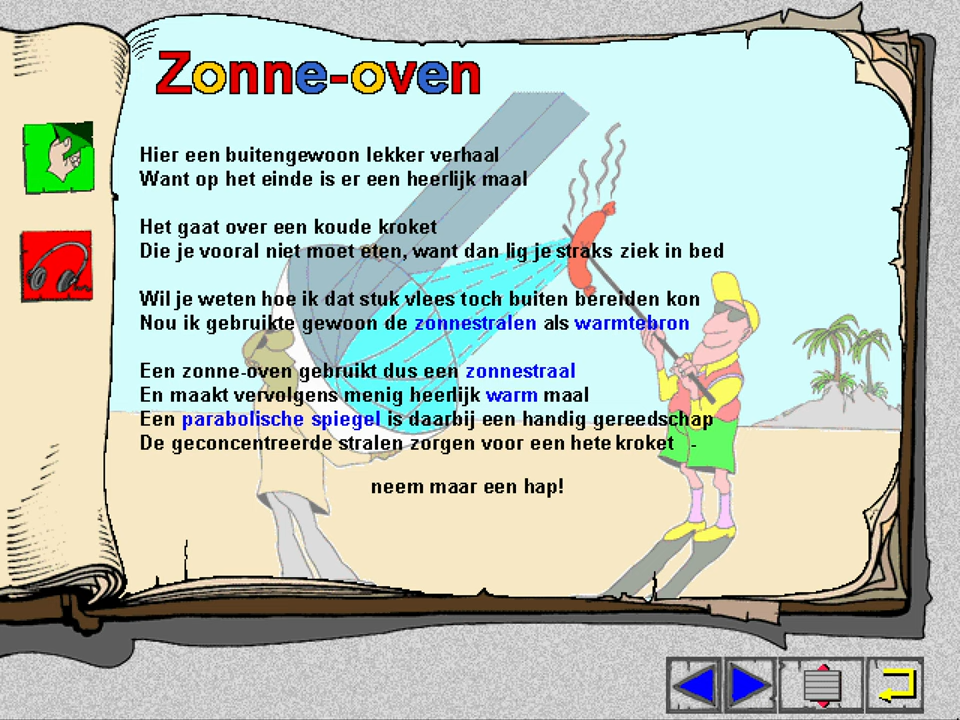 Zonne-oven
Hier een buitengewoon lekker verhaal
Want op het einde is er een heerlijk maal
Het gaat over een koude kroket
Die je vooral niet moet eten, want dan lig je straks ziek in bed
Wil je weten hoe ik dat stuk vlees toch buiten bereiden kon
Nou ik gebruikte gewoon de zonnestralen als warmtebron
Een zonne-oven gebruikt dus een zonnestraal
En maakt vervolgens menig heerlijk warm maal
Een parabolische spiegel is daarbij een handig gereedschap
De geconcentreerde stralen zorgen voor een hete kroket -
neem maar een hap!